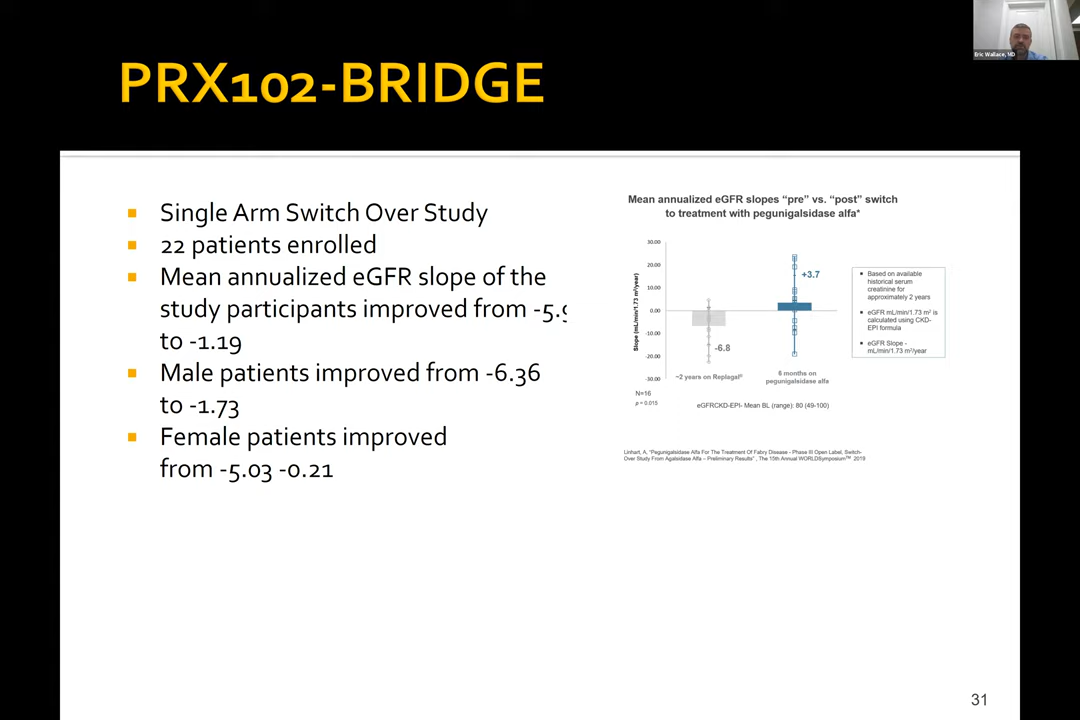 Eric Wallace, MD
PRX102-BRIDGE
▪ Single Arm Switch Over Study
▪ 22 patients enrolled
▪ Mean annualized eGFR slope of the
study participants improved from -5.9
to -1.19
▪ Male patients improved from -6.36
to -1.73
▪ Female patients improved
from -5.03 -0.21
Mean annualized eGFR slopes “pre” vs. “post” switch
to treatment with pegunigalsidase alfa*
Slope (mL/min/1.73 m²/year)
30.00
20.00
10.00
0.00
-10.00
-20.00
-30.00
-6.8
+3.7
~2 years on Replagal®
6 months on
pegunigalsidase alfa
N=16
p = 0.015
eGFRCKD-EPI- Mean BL (range): 80 (49-100)
▪ Based on available
historical serum
creatinine for
approximately 2 years
▪ eGFR mL/min/1.73 m² is
calculated using CKD-
EPI formula
▪ eGFR Slope -
mL/min/1.73 m²/year
Linhart, A, “Pegunigalsidase Alfa For The Treatment Of Fabry Disease - Phase III Open Label, Switch-
Over Study From Agalsidase Alfa – Preliminary Results” , The 15th Annual WORLDSymposium™ 2019
31